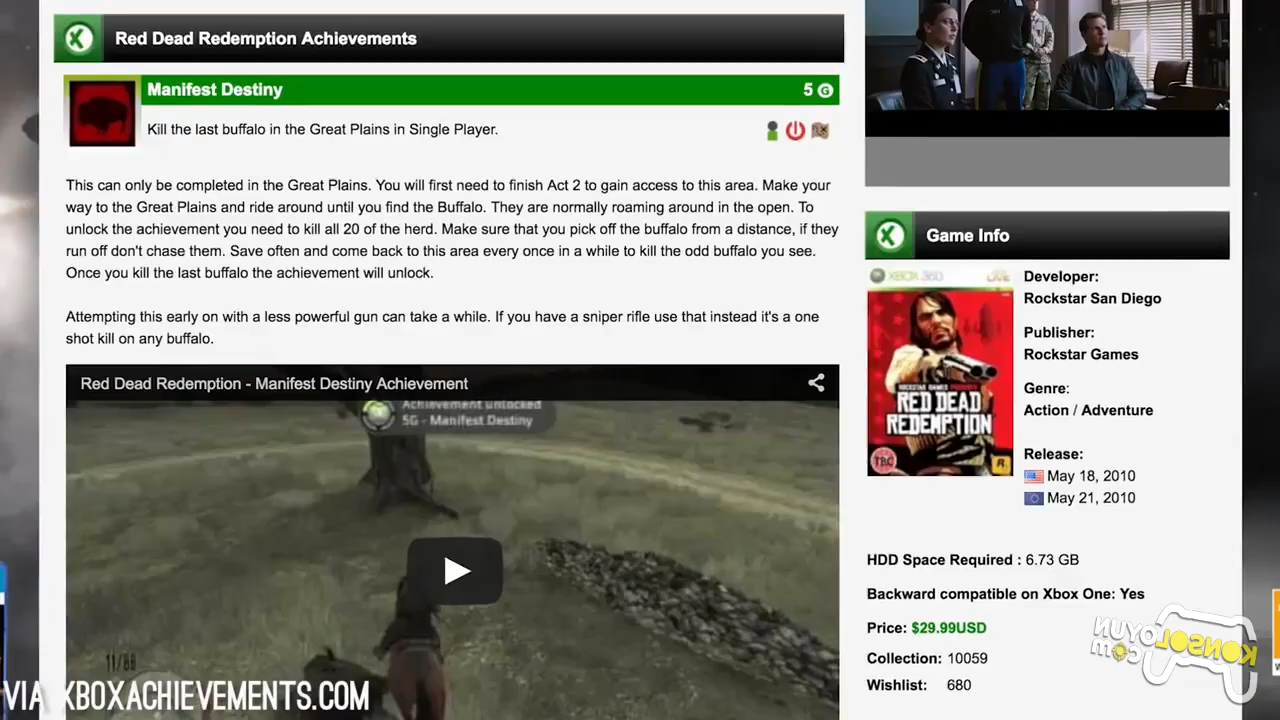 Red Dead Redemption Achievements
Manifest Destiny
5 G
Kill the last buffalo in the Great Plains in Single Player.
This can only be completed in the Great Plains. You will first need to finish Act 2 to gain access to this area. Make your
way to the Great Plains and ride around until you find the Buffalo. They are normally roaming around in the open. To
unlock the achievement you need to kill all 20 of the herd. Make sure that you pick off the buffalo from a distance, if they
run off don't chase them. Save often and come back to this area every once in a while to kill the odd buffalo you see.
Once you kill the last buffalo the achievement will unlock.
Attempting this early on with a less powerful gun can take a while. If you have a sniper rifle use that instead it's a one
shot kill on any buffalo.
Red Dead Redemption - Manifest Destiny Achievement
Achievement unlocked
5G - Manifest Destiny
11/88
VIA XBOXACHIEVEMENTS.COM
Game Info
XBOX 360
LIVE
ROCKSTAR GAMES PRESENTS
RED DEAD
REDEMPTION
TBC
R
Developer:
Rockstar San Diego
Publisher:
Rockstar Games
Genre:
Action / Adventure
Release:
May 18, 2010
May 21, 2010
HDD Space Required : 6.73 GB
Backward compatible on Xbox One: Yes
Price: $29.99USD
Collection: 10059
Wishlist: 680
KONSOLOYUN
com